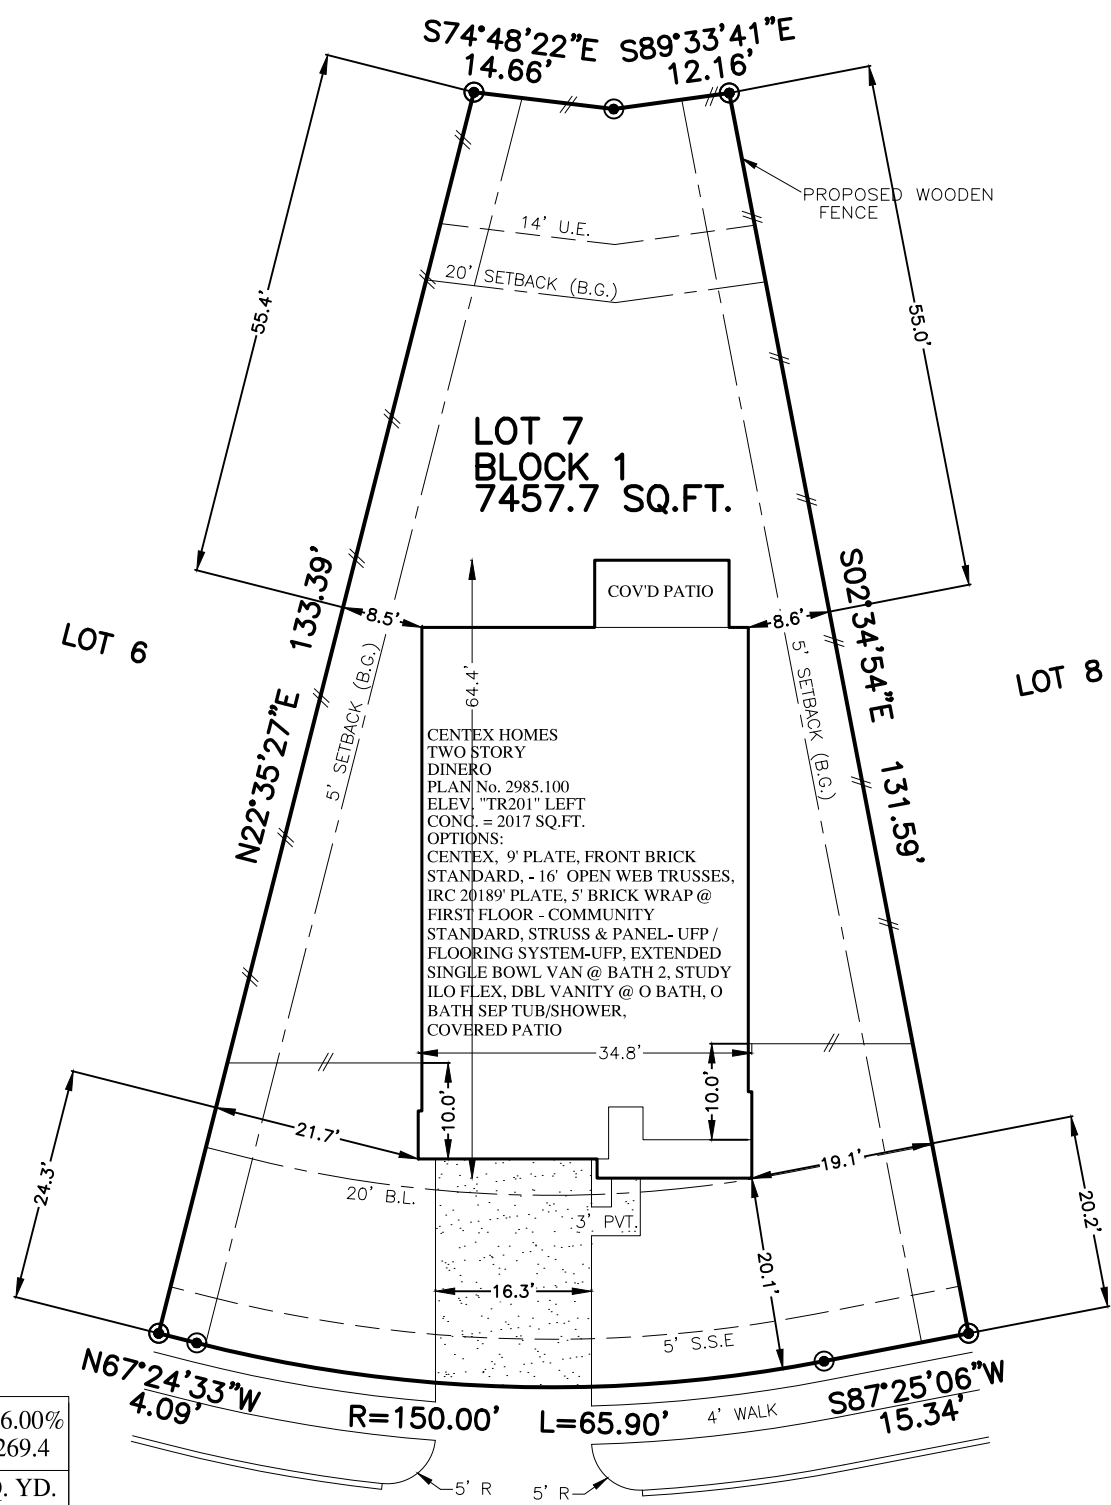 S74°48'22"E
14.66'
S89°33'41"E
12.16'
PROPOSED WOODEN
FENCE
14' U.E.
20' SETBACK (B.G.)
55.4'
55.0'
LOT 7
BLOCK 1
7457.7 SQ.FT.
COV'D PATIO
8.5'
8.6'
LOT 6
LOT 8
133.39'
N22°35'27"E
S02°34'54"E
131.59'
5' SETBACK (B.G.)
5' SETBACK (B.G.)
64.4'
CENTEX HOMES
TWO STORY
DINERO
PLAN No. 2985.100
ELEV. "TR201" LEFT
CONC. = 2017 SQ.FT.
OPTIONS:
CENTEX, 9' PLATE, FRONT BRICK
STANDARD, - 16' OPEN WEB TRUSSES,
IRC 20189' PLATE, 5' BRICK WRAP @
FIRST FLOOR - COMMUNITY
STANDARD, STRUSS & PANEL- UFP /
FLOORING SYSTEM-UFP, EXTENDED
SINGLE BOWL VAN @ BATH 2, STUDY
ILO FLEX, DBL VANITY @ O BATH, O
BATH SEP TUB/SHOWER,
COVERED PATIO
34.8'
10.0'
10.0'
21.7'
19.1'
24.3'
20.2'
20' B.L.
3' PVT.
20.1'
16.3'
5' S.S.E
N67°24'33"W
4.09'
R=150.00'
L=65.90'
4' WALK
S87°25'06"W
15.34'
5' R
5' R
6.00%
269.4
. YD.